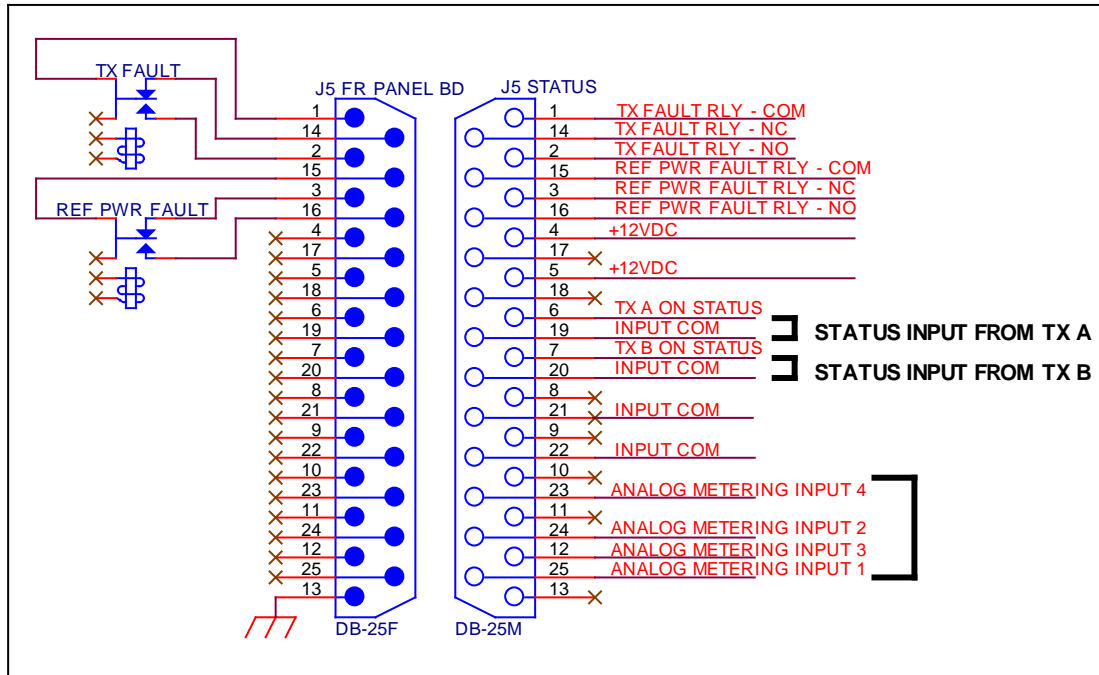 TX FAULT
REF PWR FAULT
J5 FR PANEL BD
1
14
2
15
3
16
4
17
5
18
6
19
7
20
8
21
9
22
10
23
11
24
12
25
13
DB-25F
J5 STATUS
1 TX FAULT RLY - COM
14 TX FAULT RLY - NC
2 TX FAULT RLY - NO
15 REF PWR FAULT RLY - COM
3 REF PWR FAULT RLY - NC
16 REF PWR FAULT RLY - NO
4 +12VDC
17
5 +12VDC
18
6 TX A ON STATUS
19 INPUT COM
7 TX B ON STATUS
20 INPUT COM
8
21 INPUT COM
9
22 INPUT COM
10
23 ANALOG METERING INPUT 4
11
24 ANALOG METERING INPUT 2
12 ANALOG METERING INPUT 3
25 ANALOG METERING INPUT 1
13
DB-25M
STATUS INPUT FROM TX A
STATUS INPUT FROM TX B